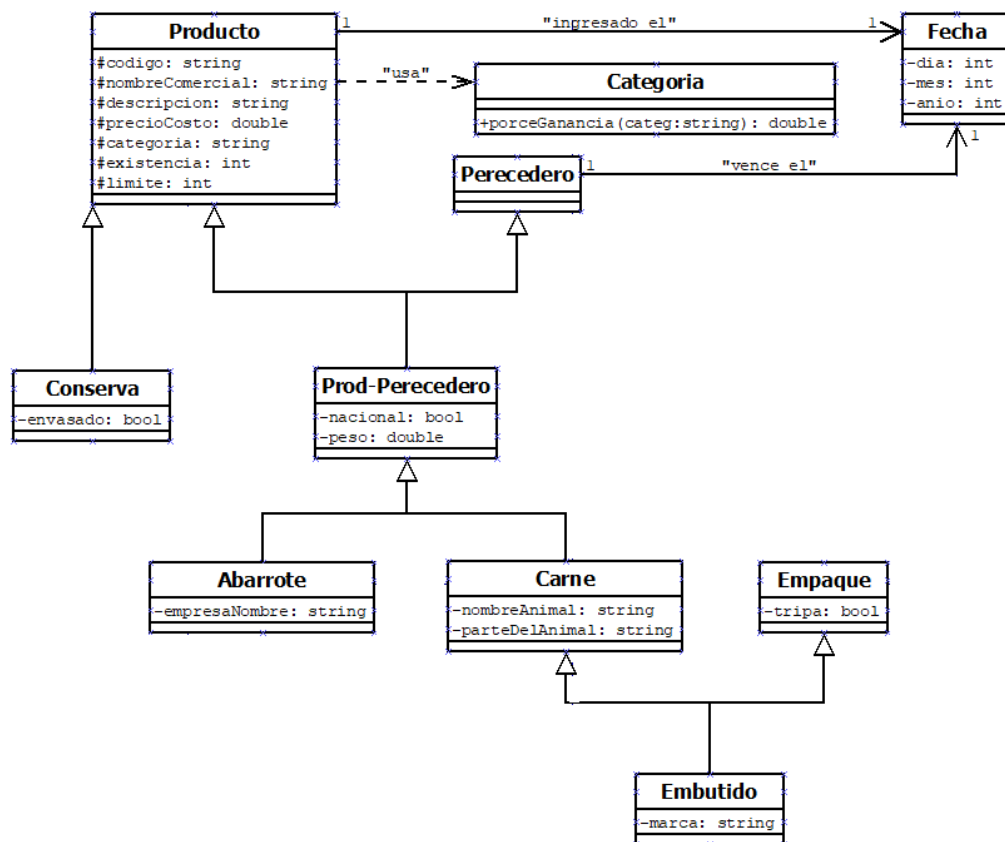 Producto
#codigo: string
#nombreComercial: string
#descripcion: string
#precioCosto: double
#categoria: string
#existencia: int
#limite: int
1 "ingresado el" 1
Fecha
-dia: int
-mes: int
-anio: int
"usa"
Categoria
+porceGanancia(categ:string): double
Perecedero
1 "vence el" 1
Conserva
-envasado: bool
Prod-Perecedero
-nacional: bool
-peso: double
Abarrote
-empresaNombre: string
Carne
-nombreAnimal: string
-parteDelAnimal: string
Empaque
-tripa: bool
Embutido
-marca: string